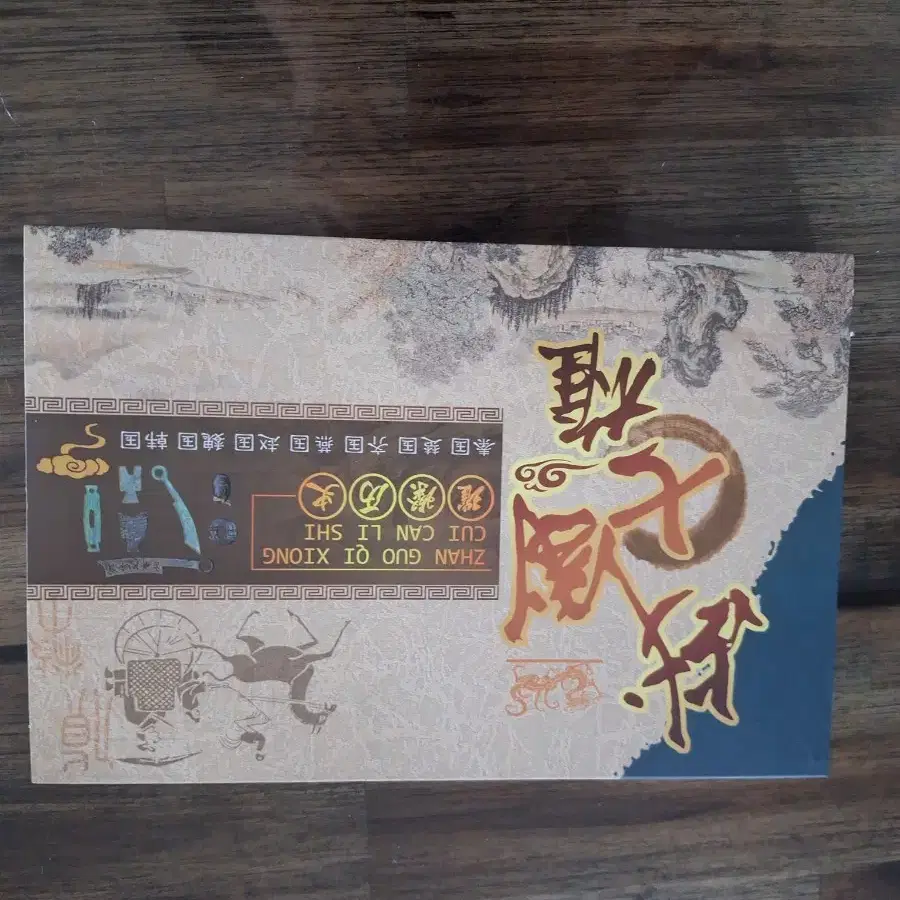 战國七雄
ZHAN GUO QI XIONG
CUI CAN LI SHI
璀璨历史
秦国 楚国 齐国 燕国 赵国 魏国 韩国